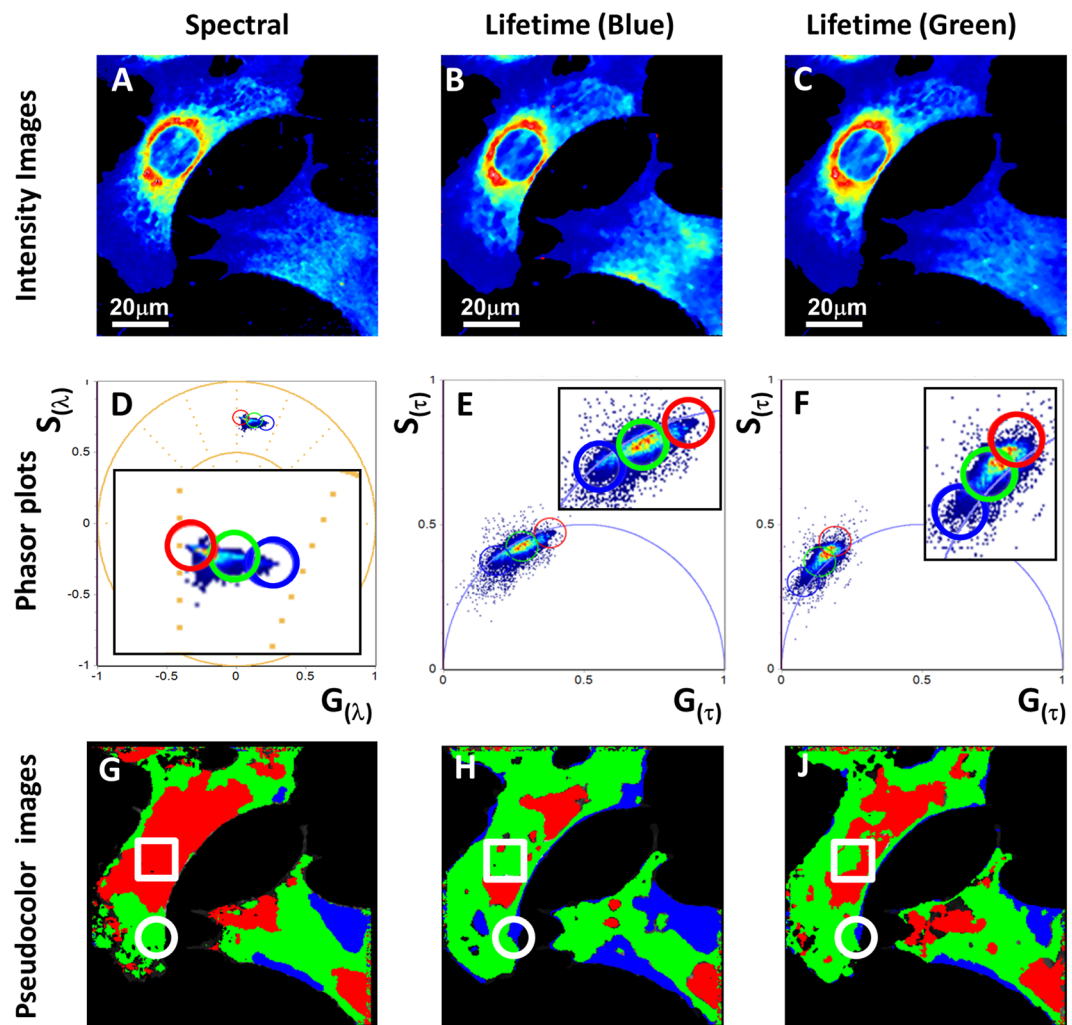 Spectral
Lifetime (Blue)
Lifetime (Green)
Intensity Images
A
20μm
B
20μm
C
20μm
Phasor plots
S(λ)
1
D
0.5
0
-0.5
-1
-1
-0.5
0
0.5
1
G(λ)
S(τ)
1
E
0.5
0
0
0.5
1
G(τ)
S(τ)
1
F
0.5
0
0
0.5
1
G(τ)
Pseudocolor images
G
H
J